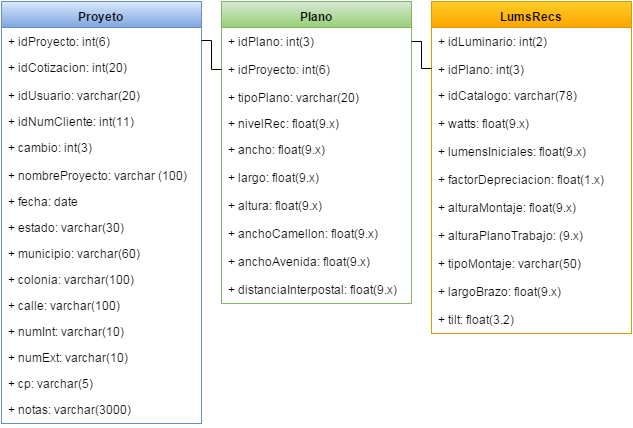 Proyeto
+ idProyecto: int(6)
+ idCotizacion: int(20)
+ idUsuario: varchar(20)
+ idNumCliente: int(11)
+ cambio: int(3)
+ nombreProyecto: varchar (100)
+ fecha: date
+ estado: varchar(30)
+ municipio: varchar(60)
+ colonia: varchar(100)
+ calle: varchar(100)
+ numInt: varchar(10)
+ numExt: varchar(10)
+ cp: varchar(5)
+ notas: varchar(3000)
Plano
+ idPlano: int(3)
+ idProyecto: int(6)
+ tipoPlano: varchar(20)
+ nivelRec: float(9.x)
+ ancho: float(9.x)
+ largo: float(9.x)
+ altura: float(9.x)
+ anchoCamellon: float(9.x)
+ anchoAvenida: float(9.x)
+ distanciaInterpostal: float(9.x)
LumsRecs
+ idLuminario: int(2)
+ idPlano: int(3)
+ idCatalogo: varchar(78)
+ watts: float(9.x)
+ lumensIniciales: float(9.x)
+ factorDepreciacion: float(1.x)
+ alturaMontaje: float(9.x)
+ alturaPlanoTrabajo: (9.x)
+ tipoMontaje: varchar(50)
+ largoBrazo: float(9.x)
+ tilt: float(3.2)